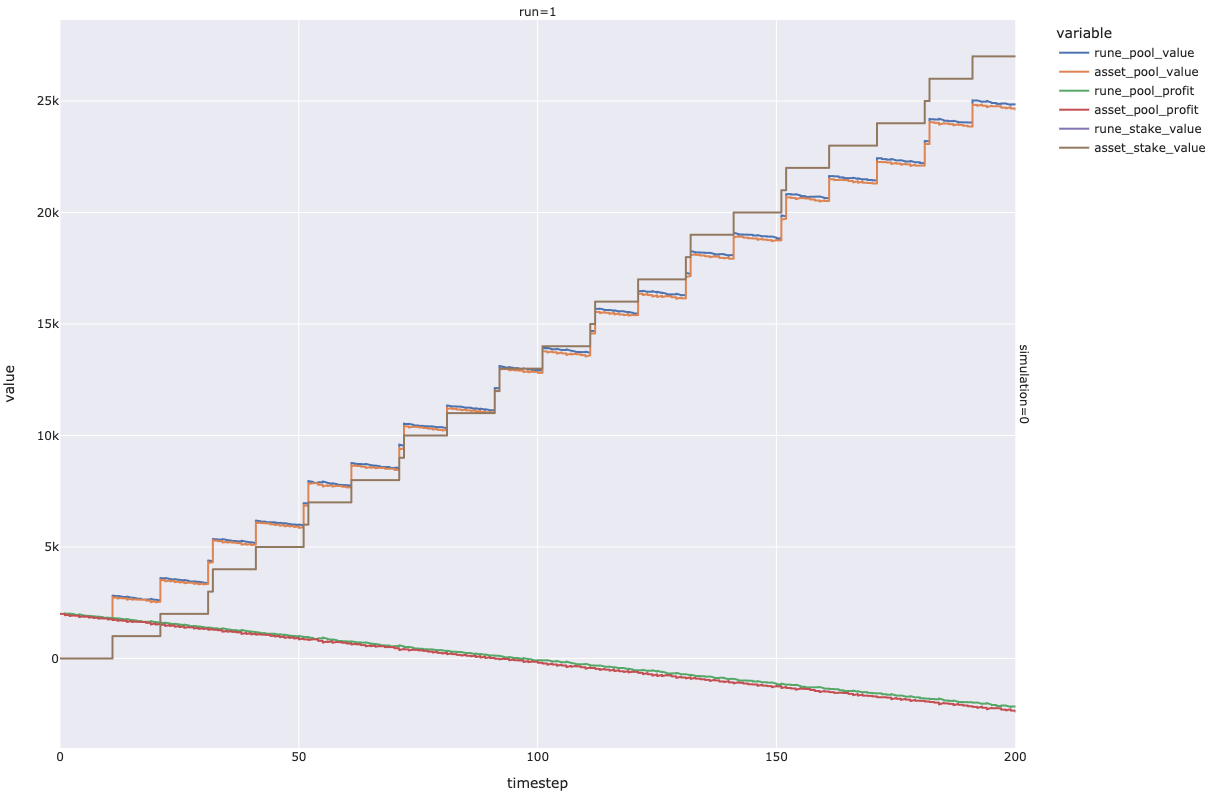 run=1
variable
rune_pool_value
asset_pool_value
rune_pool_profit
asset_pool_profit
rune_stake_value
asset_stake_value
25k
20k
15k
10k
5k
0
value
simulation=0
0
50
100
150
200
timestep